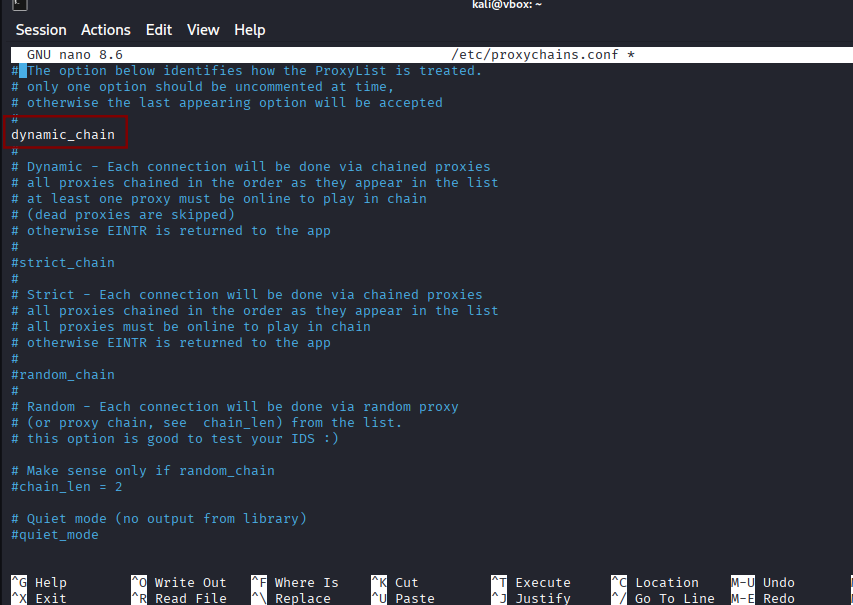 kali@vbox: ~
Session Actions Edit View Help
GNU nano 8.6 /etc/proxychains.conf *
# The option below identifies how the ProxyList is treated.
# only one option should be uncommented at time,
# otherwise the last appearing option will be accepted
#
dynamic_chain
#
# Dynamic - Each connection will be done via chained proxies
# all proxies chained in the order as they appear in the list
# at least one proxy must be online to play in chain
# (dead proxies are skipped)
# otherwise EINTR is returned to the app
#
#strict_chain
#
# Strict - Each connection will be done via chained proxies
# all proxies chained in the order as they appear in the list
# all proxies must be online to play in chain
# otherwise EINTR is returned to the app
#
#random_chain
#
# Random - Each connection will be done via random proxy
# (or proxy chain, see  chain_len) from the list.
# this option is good to test your IDS :)
# Make sense only if random_chain
#chain_len = 2
# Quiet mode (no output from library)
#quiet_mode
^G Help ^O Write Out ^F Where Is ^K Cut ^T Execute ^C Location M-U Undo
^X Exit ^R Read File ^\ Replace ^U Paste ^J Justify ^/ Go To Line M-E Redo